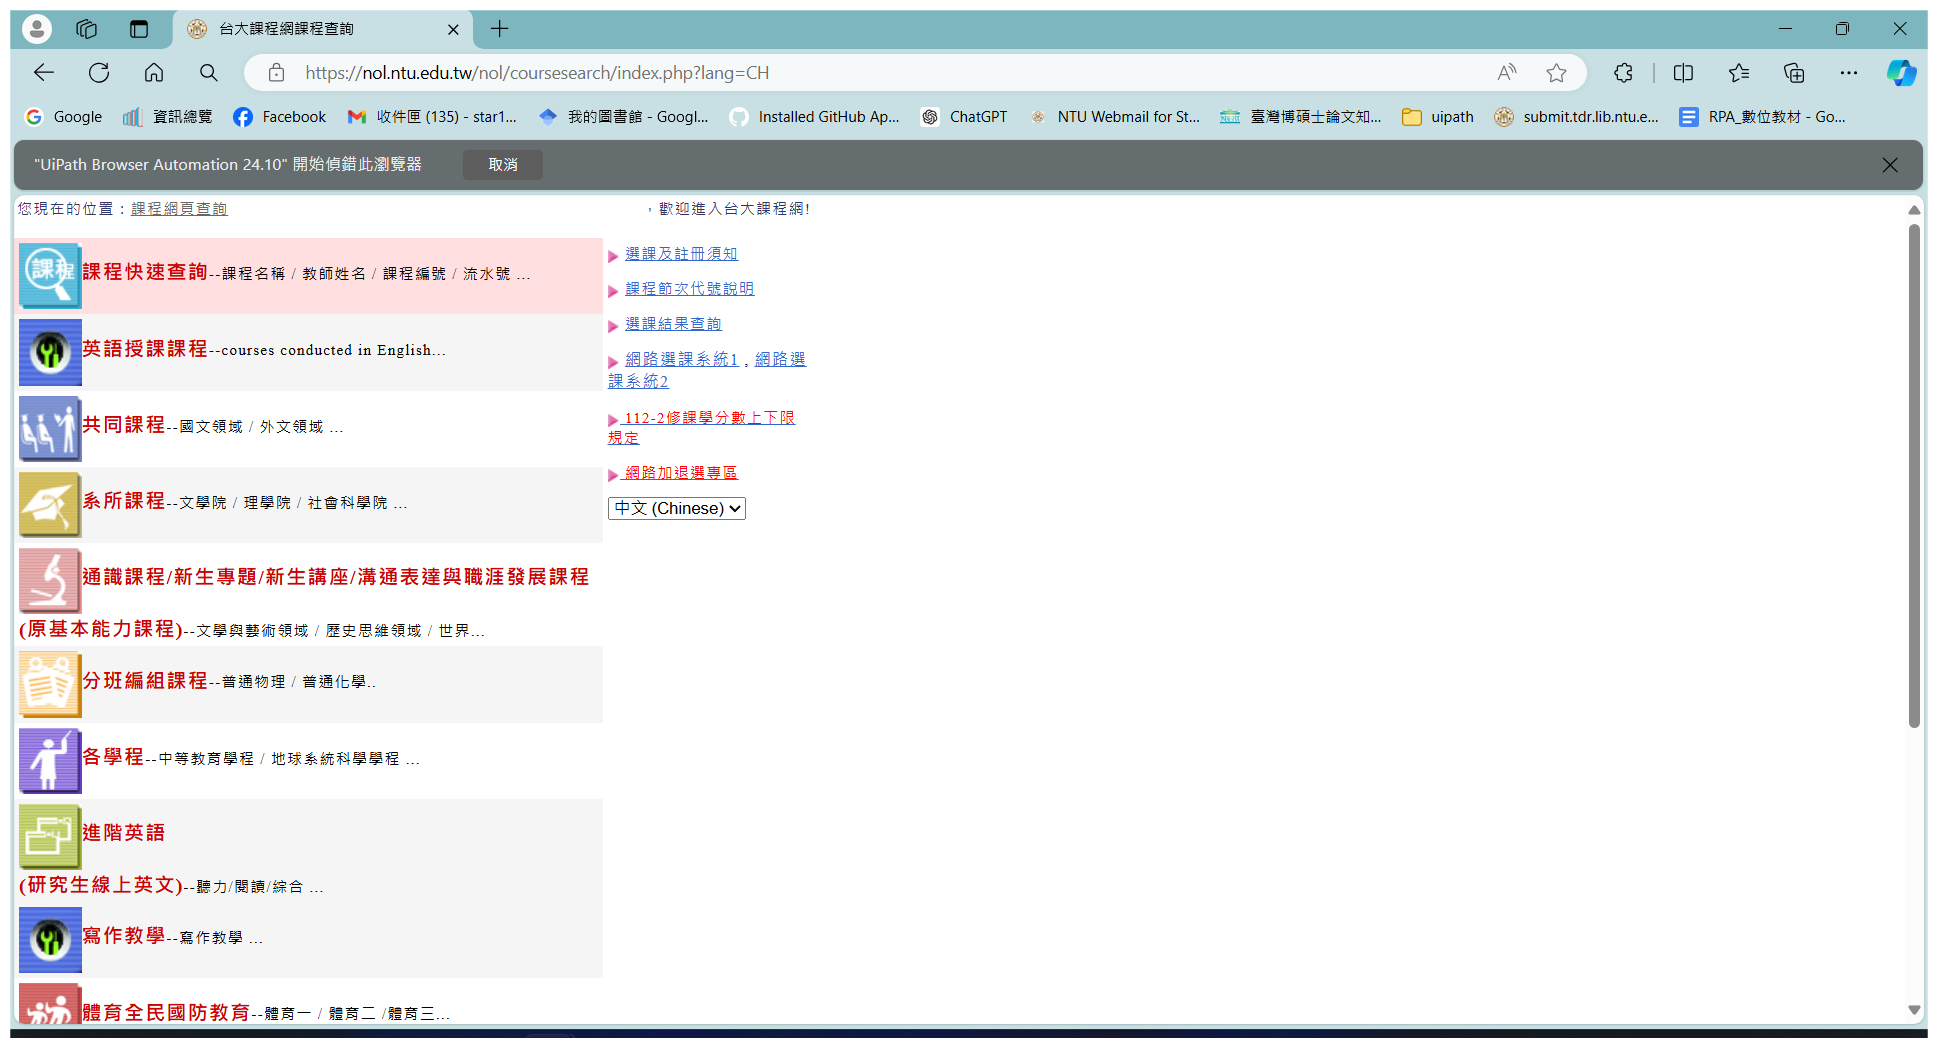 台大課程網課程查詢
https://nol.ntu.edu.tw/nol/coursesearch/index.php?lang=CH
Google 資訊總覽 Facebook 收件匣 (135) - star1... 我的圖書館 - Googl... Installed GitHub Ap... ChatGPT NTU Webmail for St... 臺灣博碩士論文知... uipath submit.tdr.lib.ntu.e... RPA_數位教材 - Go...
"UiPath Browser Automation 24.10" 開始偵錯此瀏覽器 取消
您現在的位置：課程網頁查詢
，歡迎進入台大課程網!
課程
課程快速查詢--課程名稱 / 教師姓名 / 課程編號 / 流水號 ...
英語授課課程--courses conducted in English...
共同課程--國文領域 / 外文領域 ...
系所課程--文學院 / 理學院 / 社會科學院 ...
通識課程/新生專題/新生講座/溝通表達與職涯發展課程
(原基本能力課程)--文學與藝術領域 / 歷史思維領域 / 世界...
分班編組課程--普通物理 / 普通化學..
各學程--中等教育學程 / 地球系統科學學程 ...
進階英語
(研究生線上英文)--聽力/閱讀/綜合 ...
寫作教學--寫作教學 ...
體育全民國防教育--體育一 / 體育二 /體育三...
選課及註冊須知
課程節次代號說明
選課結果查詢
網路選課系統1 , 網路選
課系統2
112-2修課學分數上下限
規定
網路加退選專區
中文 (Chinese)